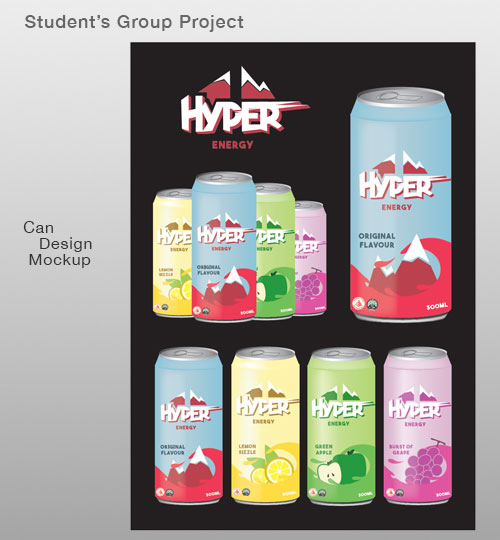 Student's Group Project
Can
Design
Mockup
HYPER
ENERGY
HYPER
ENERGY
ORIGINAL
FLAVOUR
500ML
HYPE
LEMON
SIZZLE
HYPER
ENERGY
ORIGINAL
FLAVOUR
500ML
HYPER
ENERGY
ORIGINAL
FLAVOUR
500ML
HYPER
ENERGY
LEMON
SIZZLE
500ML
HYPER
ENERGY
GREEN
APPLE
500ML
HYPER
ENERGY
BURST OF
GRAPE
500ML